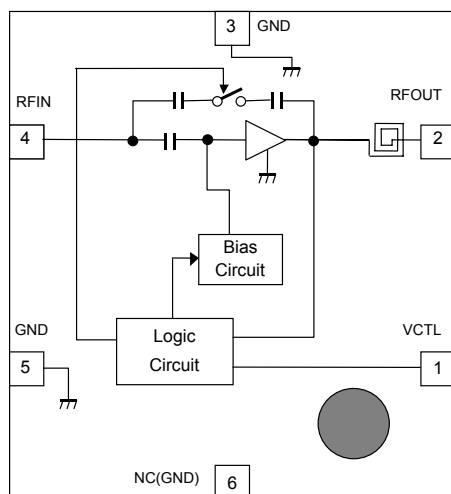 3
GND
RFIN
4
RFOUT
2
Bias
Circuit
GND
5
Logic
Circuit
VCTL
1
NC(GND)
6